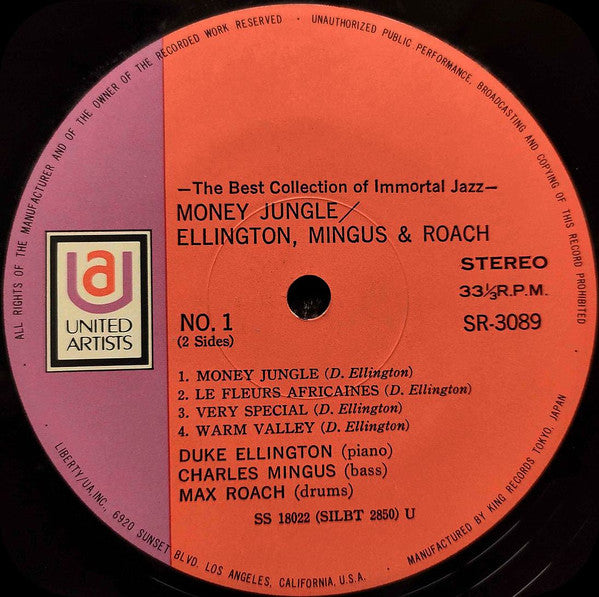 ALL RIGHTS OF THE MANUFACTURER AND OF THE OWNER OF THE RECORDED WORK RESERVED · UNAUTHORIZED PUBLIC PERFORMANCE, BROADCASTING AND COPYING OF THIS RECORD PROHIBITED
—The Best Collection of Immortal Jazz—
MONEY JUNGLE/
ELLINGTON, MINGUS & ROACH
STEREO
33⅓R.P.M.
SR-3089
ua
UNITED
ARTISTS
NO. 1
(2 Sides)
1. MONEY JUNGLE (D. Ellington)
2. LE FLEURS AFRICAINES (D. Ellington)
3. VERY SPECIAL (D. Ellington)
4. WARM VALLEY (D. Ellington)
DUKE ELLINGTON (piano)
CHARLES MINGUS (bass)
MAX ROACH (drums)
SS 18022 (SILBT 2850) U
LIBERTY/UA, INC., 6920 SUNSET BLVD. LOS ANGELES, CALIFORNIA, U.S.A. · MANUFACTURED BY KING RECORDS TOKYO, JAPAN